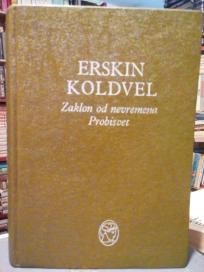 ERSKIN
KOLDVEL
Zaklon od nevremena
Probisvet